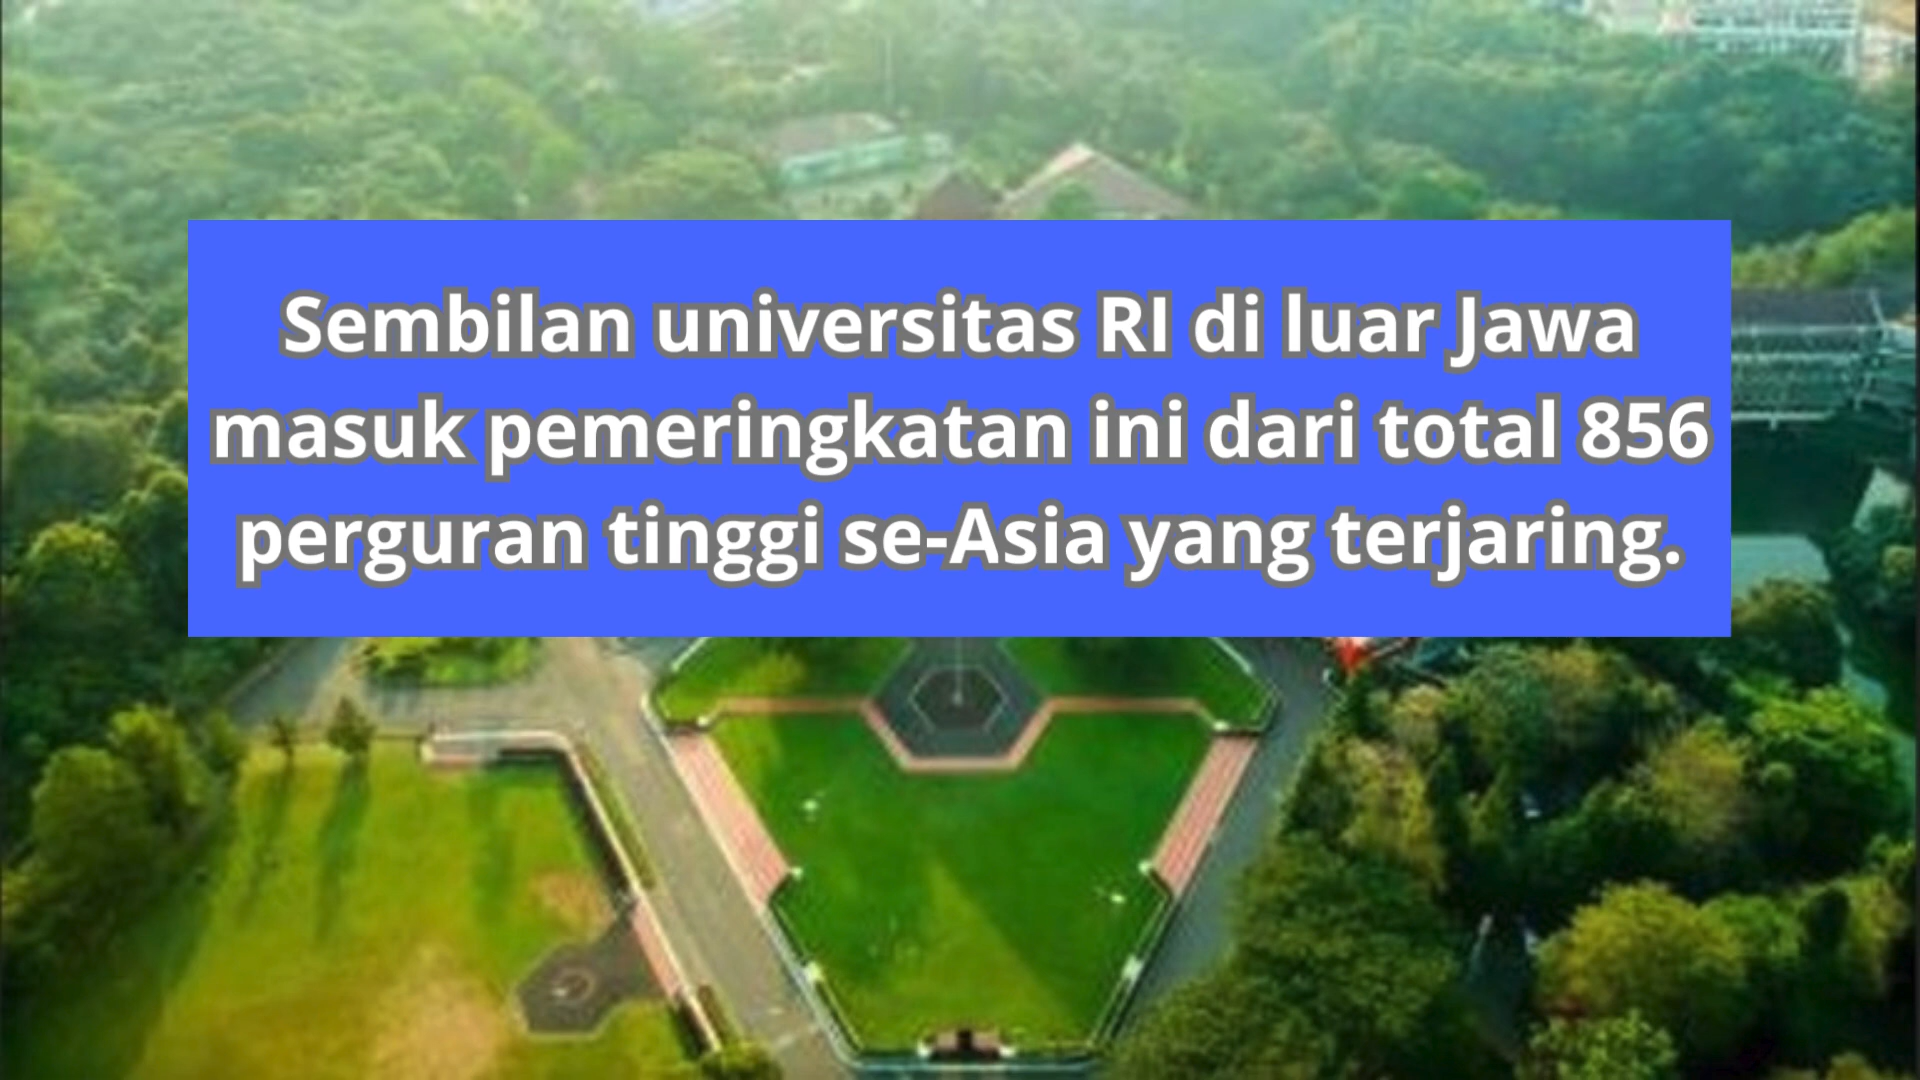 Sembilan universitas RI di luar Jawa
masuk pemeringkatan ini dari total 856
perguran tinggi se-Asia yang terjaring.